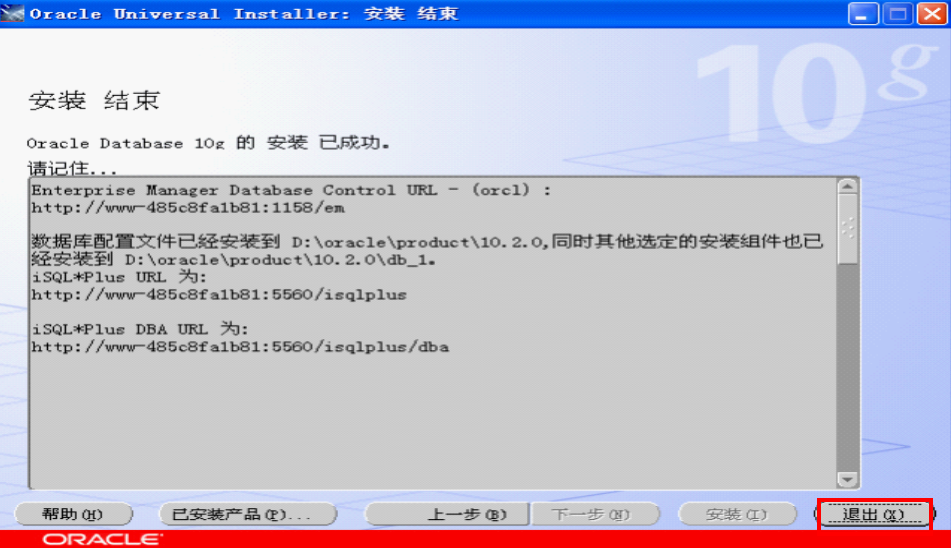 Oracle Universal Installer: 安装 结束
10g
安装 结束
Oracle Database 10g 的 安装 已成功。
请记住...
Enterprise Manager Database Control URL - (orcl) :
http://www-485c8fa1b81:1158/em
数据库配置文件已经安装到 D:\oracle\product\10.2.0,同时其他选定的安装组件也已
经安装到 D:\oracle\product\10.2.0\db_1。
iSQL*Plus URL 为:
http://www-485c8fa1b81:5560/isqlplus
iSQL*Plus DBA URL 为:
http://www-485c8fa1b81:5560/isqlplus/dba
帮助(H) 已安装产品(P)... 上一步(B) 下一步(N) 安装(I) 退出(X)
ORACLE